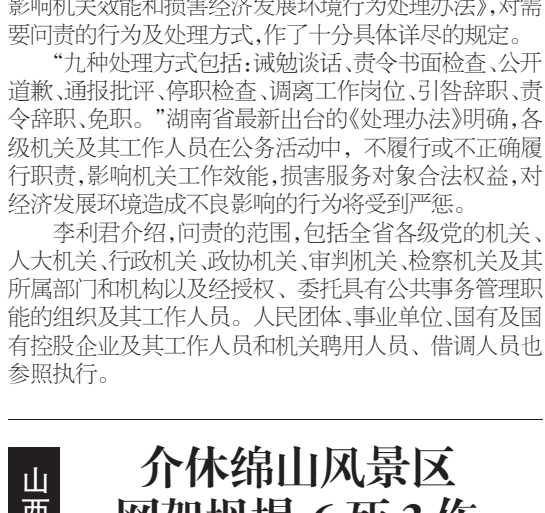 影响机关效能和损害经济发展环境行为处理办法》，对需
要问责的行为及处理方式，作了十分具体详尽的规定。
“九种处理方式包括：诫勉谈话、责令书面检查、公开
道歉、通报批评、停职检查、调离工作岗位、引咎辞职、责
令辞职、免职。”湖南省最新出台的《处理办法》明确，各
级机关及其工作人员在公务活动中，不履行或不正确履
行职责，影响机关工作效能，损害服务对象合法权益，对
经济发展环境造成不良影响的行为将受到严惩。
李利君介绍，问责的范围，包括全省各级党的机关、
人大机关、行政机关、政协机关、审判机关、检察机关及其
所属部门和机构以及经授权、委托具有公共事务管理职
能的组织及其工作人员。人民团体、事业单位、国有及国
有控股企业及其工作人员和机关聘用人员、借调人员也
参照执行。
山西
介休绵山风景区